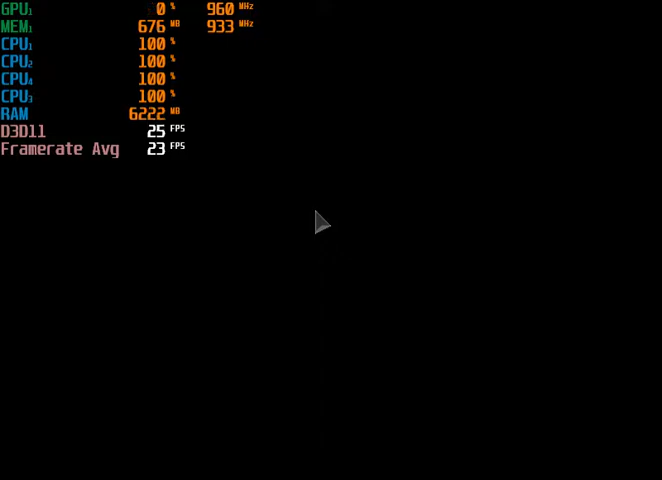 GPU1 0 % 960 MHz
MEM1 676 MB 933 MHz
CPU1 100 %
CPU2 100 %
CPU4 100 %
CPU3 100 %
RAM 6222 MB
D3D11 25 FPS
Framerate Avg 23 FPS